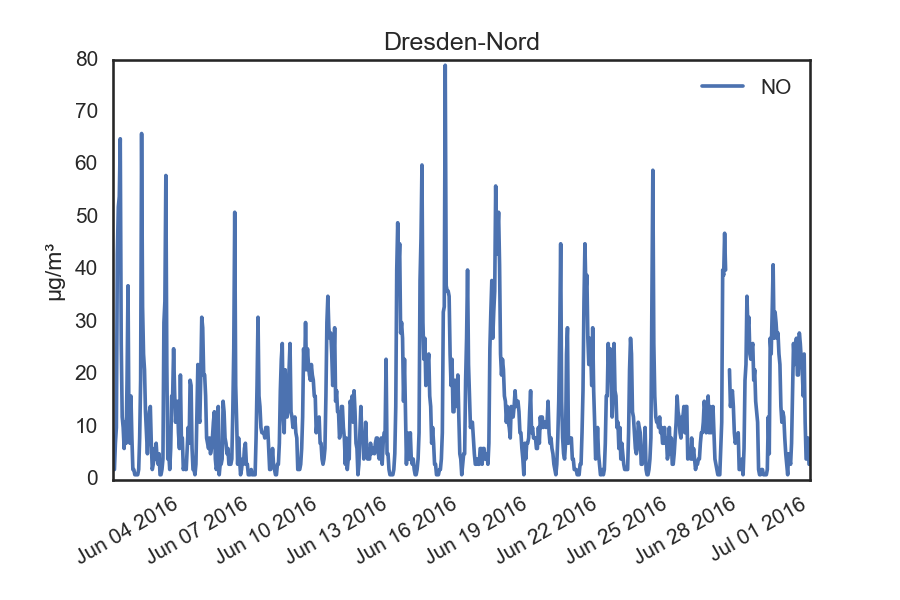 Dresden-Nord
NO
µg/m³
80
70
60
50
40
30
20
10
0
Jun 04 2016
Jun 07 2016
Jun 10 2016
Jun 13 2016
Jun 16 2016
Jun 19 2016
Jun 22 2016
Jun 25 2016
Jun 28 2016
Jul 01 2016